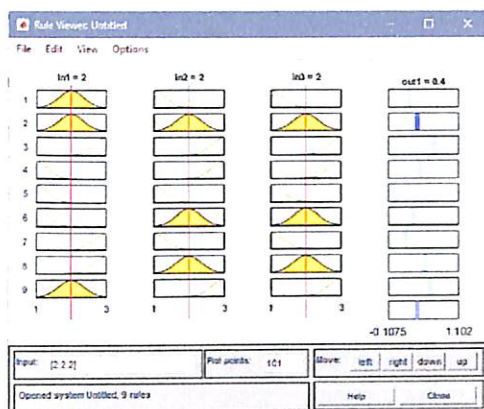 Rule Viewer: Untitled
File Edit View Options
in1 = 2 in2 = 2 in3 = 2 out1 = 0.4
1
2
3
4
5
6
7
8
9
1 3 1 3 1 3
-0.1075 1.102
Input: [2;2;2] Plot points: 101 Move: left right down up
Opened system Untitled, 9 rules Help Close